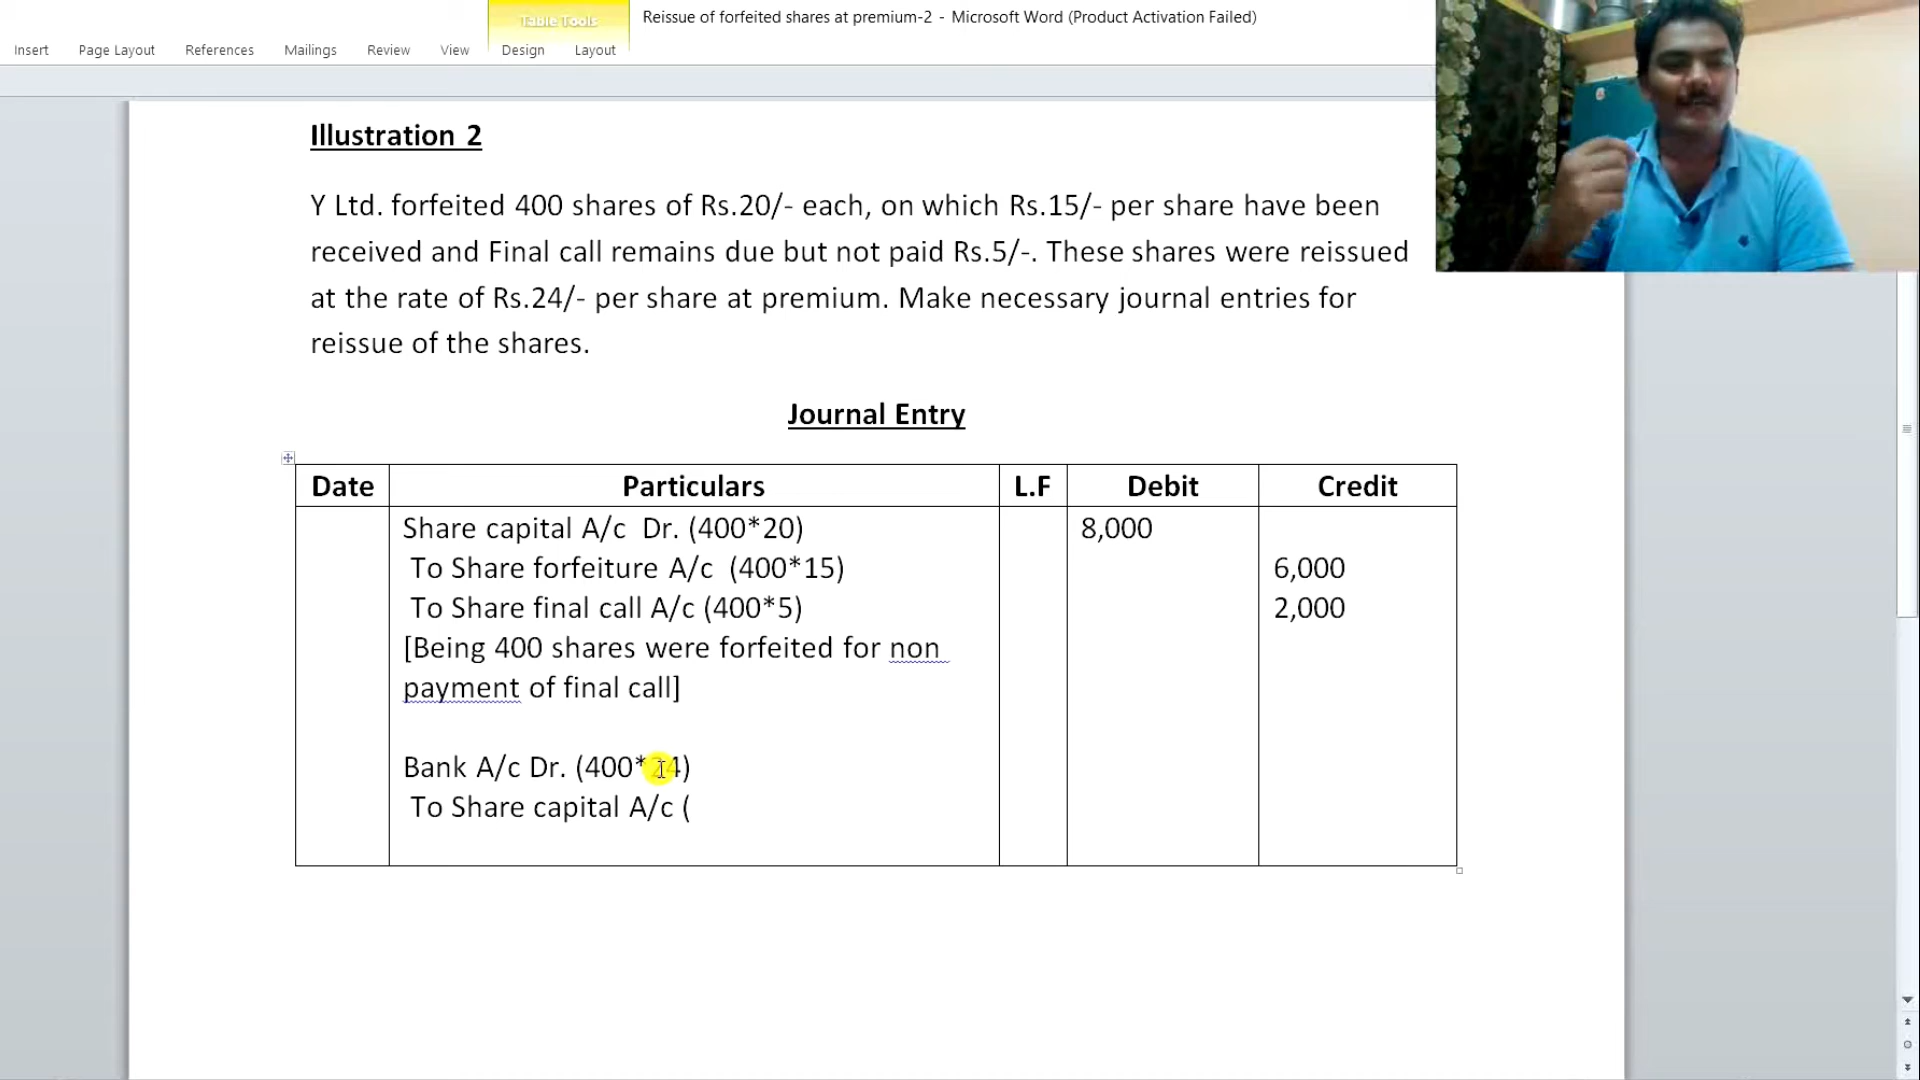 Table Tools
Reissue of forfeited shares at premium-2 - Microsoft Word (Product Activation Failed)
Insert Page Layout References Mailings Review View Design Layout
Illustration 2
Y Ltd. forfeited 400 shares of Rs.20/- each, on which Rs.15/- per share have been
received and Final call remains due but not paid Rs.5/-. These shares were reissued
at the rate of Rs.24/- per share at premium. Make necessary journal entries for
reissue of the shares.
Journal Entry
Date Particulars L.F Debit Credit
Share capital A/c Dr. (400*20) 8,000
To Share forfeiture A/c (400*15) 6,000
To Share final call A/c (400*5) 2,000
[Being 400 shares were forfeited for non
payment of final call]
Bank A/c Dr. (400*24)
To Share capital A/c (